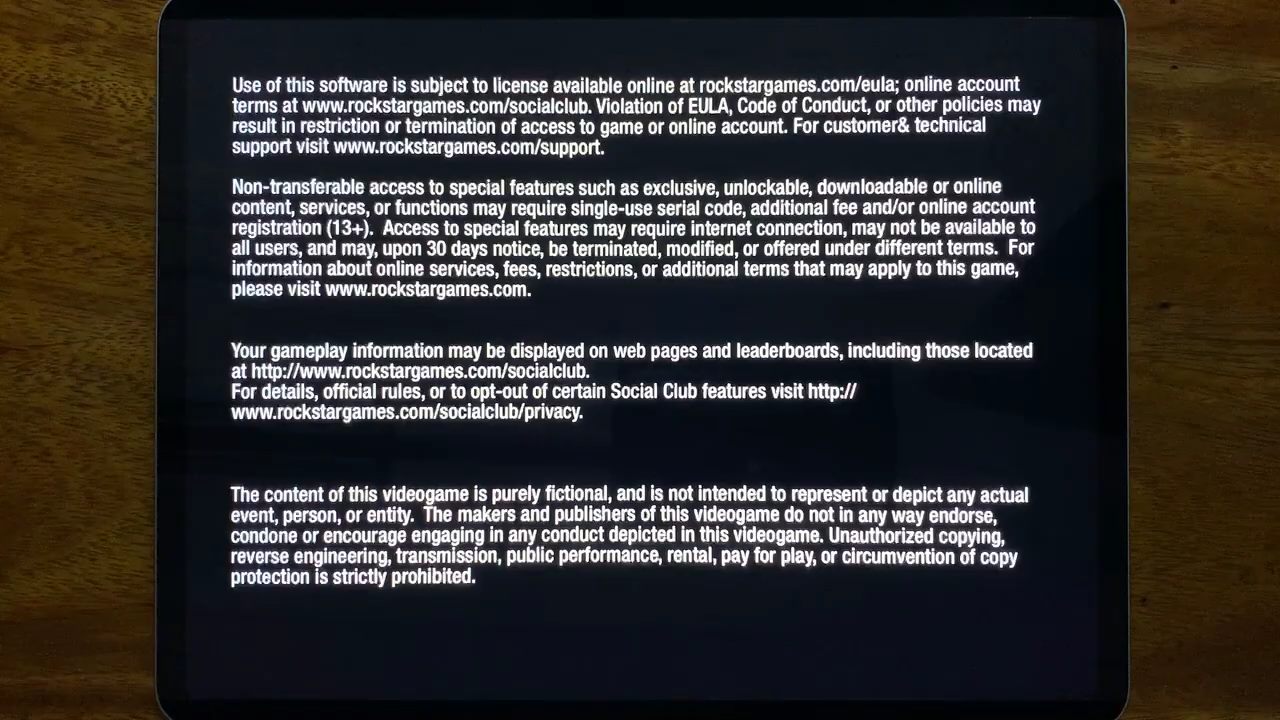 Use of this software is subject to license available online at rockstargames.com/eula; online account
terms at www.rockstargames.com/socialclub. Violation of EULA, Code of Conduct, or other policies may
result in restriction or termination of access to game or online account. For customer& technical
support visit www.rockstargames.com/support.
Non-transferable access to special features such as exclusive, unlockable, downloadable or online
content, services, or functions may require single-use serial code, additional fee and/or online account
registration (13+).  Access to special features may require internet connection, may not be available to
all users, and may, upon 30 days notice, be terminated, modified, or offered under different terms.  For
information about online services, fees, restrictions, or additional terms that may apply to this game,
please visit www.rockstargames.com.
Your gameplay information may be displayed on web pages and leaderboards, including those located
at http://www.rockstargames.com/socialclub.
For details, official rules, or to opt-out of certain Social Club features visit http://
www.rockstargames.com/socialclub/privacy.
The content of this videogame is purely fictional, and is not intended to represent or depict any actual
event, person, or entity.  The makers and publishers of this videogame do not in any way endorse,
condone or encourage engaging in any conduct depicted in this videogame. Unauthorized copying,
reverse engineering, transmission, public performance, rental, pay for play, or circumvention of copy
protection is strictly prohibited.